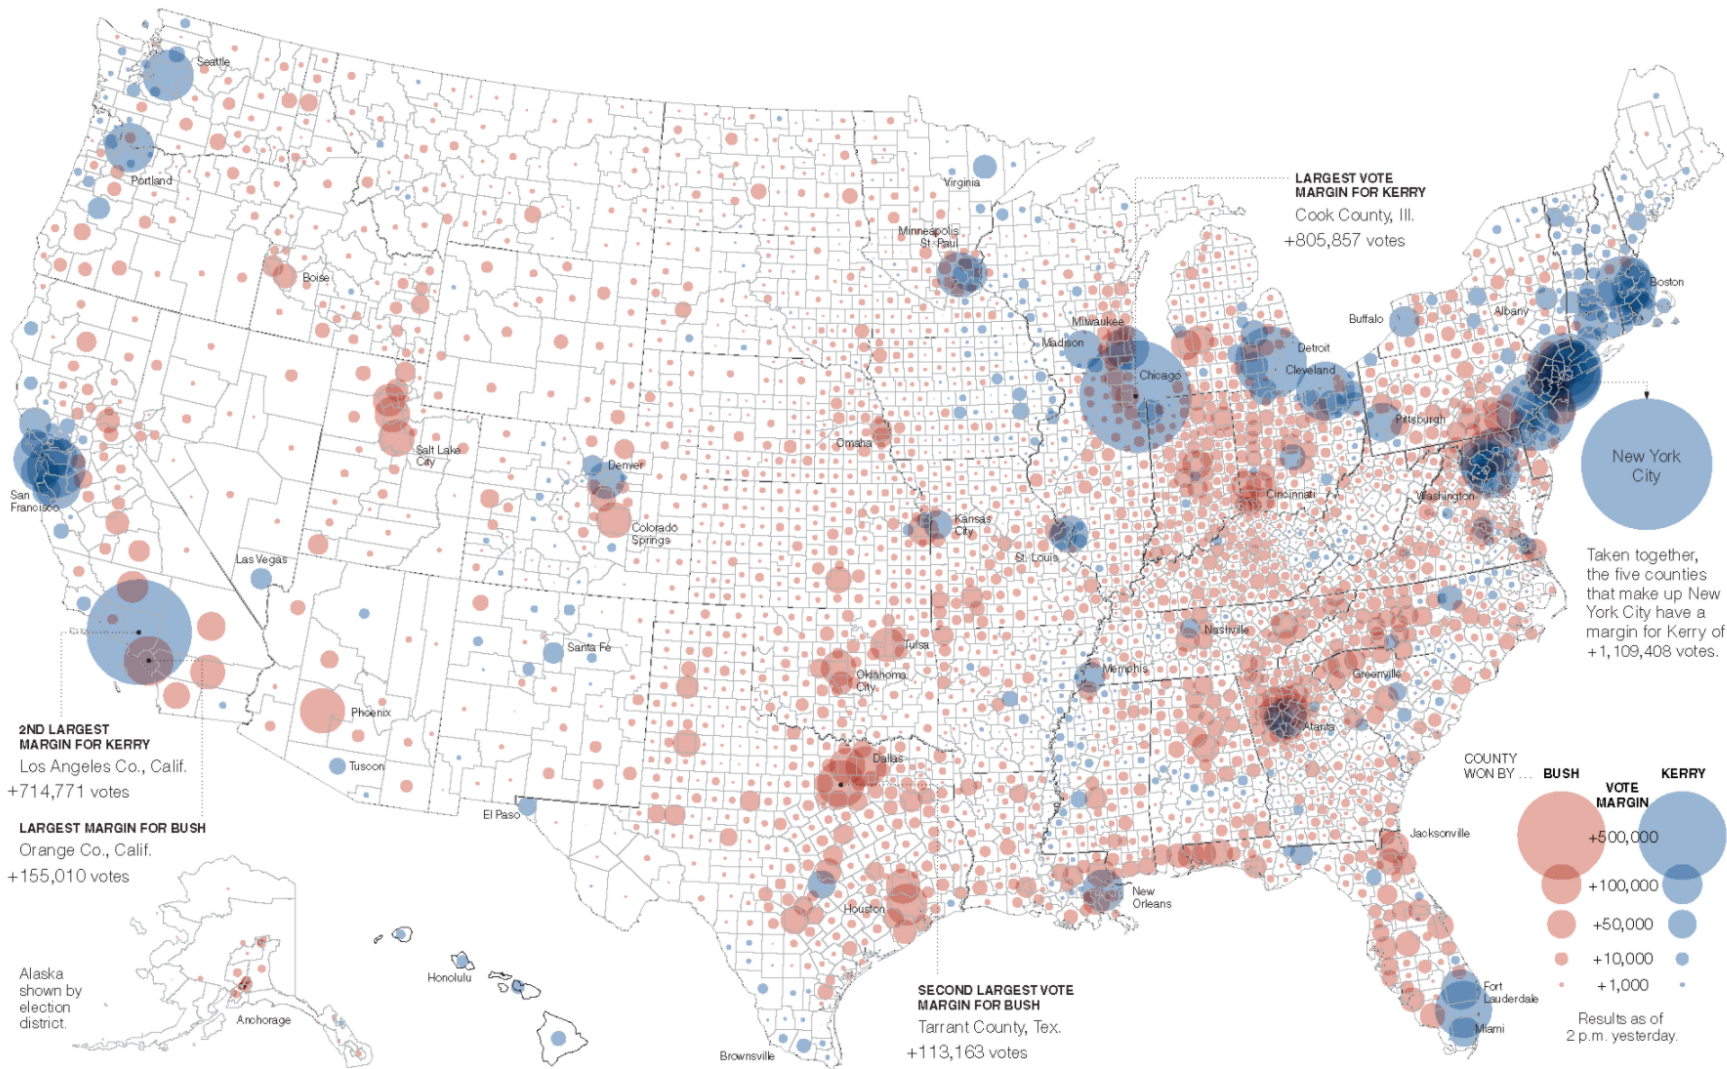 Seattle
Portland
Boise
Virginia
Minneapolis
St. Paul
LARGEST VOTE
MARGIN FOR KERRY
Cook County, Ill.
+805,857 votes
Milwaukee
Madison
Chicago
Detroit
Cleveland
Buffalo
Albany
Boston
Pittsburgh
New York
City
Taken together,
the five counties
that make up New
York City have a
margin for Kerry of
+1,109,408 votes.
San
Francisco
Salt Lake
City
Denver
Colorado
Springs
Omaha
Kansas
City
St. Louis
Cincinnati
Washington
Las Vegas
Santa Fe
Tulsa
Oklahoma
City
Nashville
Memphis
Greenville
Atlanta
2ND LARGEST
MARGIN FOR KERRY
Los Angeles Co., Calif.
+714,771 votes
Phoenix
Tuscon
El Paso
Dallas
LARGEST MARGIN FOR BUSH
Orange Co., Calif.
+155,010 votes
COUNTY
WON BY ...
BUSH
VOTE
MARGIN
KERRY
+500,000
+100,000
+50,000
+10,000
+1,000
Results as of
2 p.m. yesterday.
Jacksonville
New
Orleans
Houston
Alaska
shown by
election
district.
Anchorage
Honolulu
Brownsville
SECOND LARGEST VOTE
MARGIN FOR BUSH
Tarrant County, Tex.
+113,163 votes
Fort
Lauderdale
Miami